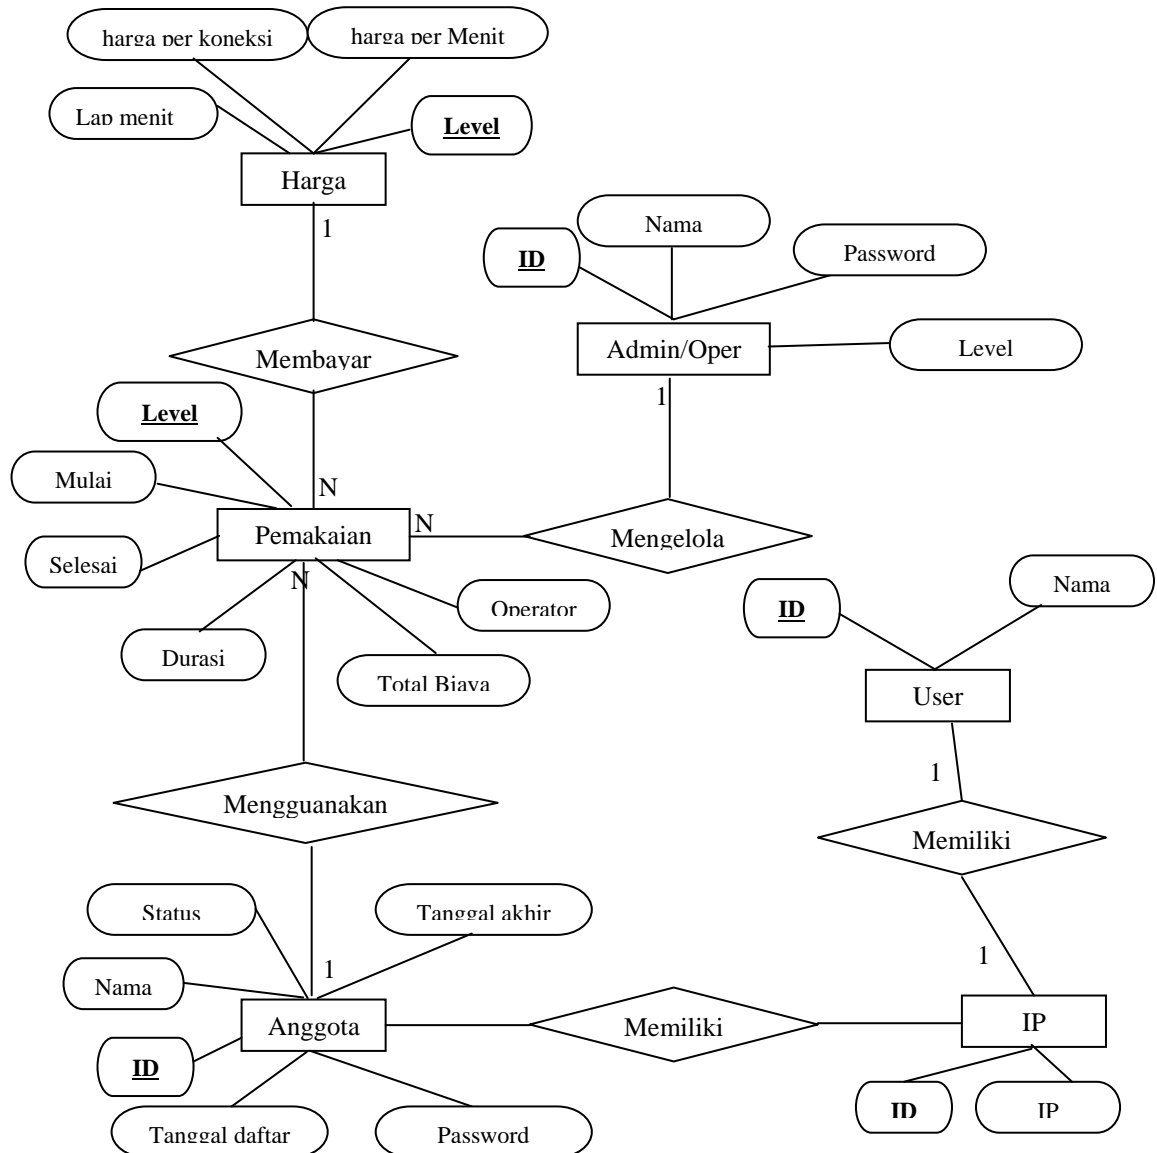 harga per koneksi
harga per Menit
Lap menit
Level
Harga
1
Nama
ID
Password
Admin/Oper
Level
Membayar
1
Level
Mulai
N
Pemakaian
N
Mengelola
Selesai
N
Operator
Durasi
Total Biaya
ID
Nama
User
1
Mengguanakan
Memiliki
Status
Tanggal akhir
1
1
Nama
Anggota
Memiliki
IP
ID
Tanggal daftar
Password
ID
IP